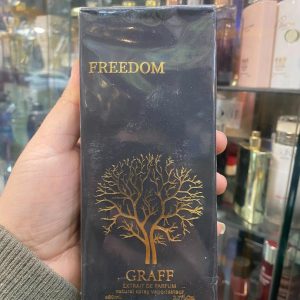 FREEDOM
GRAFF
EXTRAIT DE PARFUM
natural spray vaporisateur